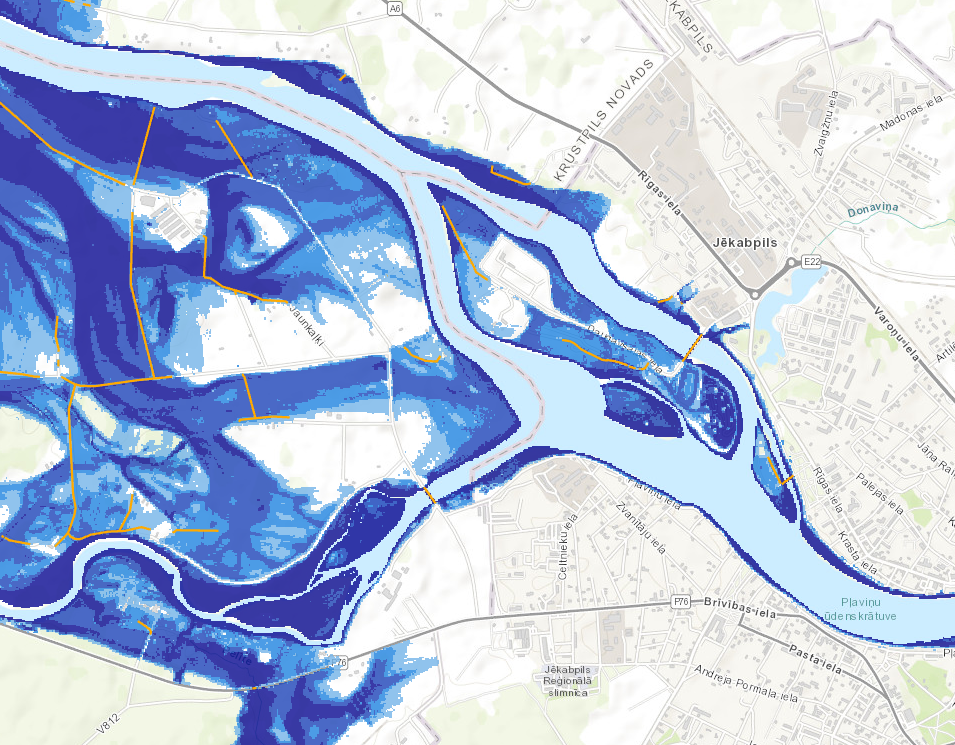 A6
JĒKABPILS
KRUSTPILS NOVADS
Zvaigžņu iela
Madonas iela
Rīgas iela
Donaviņa
Jēkabpils
E22
Varoņu iela
Jaunkalki
Rīgas iela
Palejas iela
Krasta iela
Zvanītāju iela
Celtnieku iela
Pļaviņu
ūdenskrātuve
P76
Brīvības iela
P76
Pasta iela
Jēkabpils
Reģionālā
slimnīca
Andreja Pormaļa iela
V812